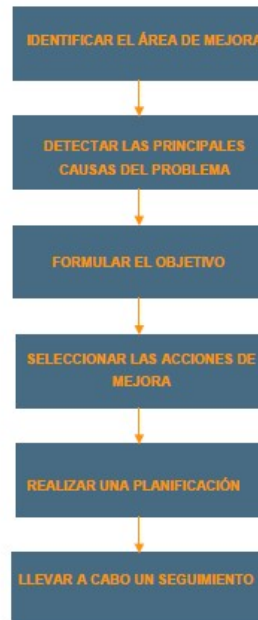 IDENTIFICAR EL ÁREA DE MEJORA
DETECTAR LAS PRINCIPALES
CAUSAS DEL PROBLEMA
FORMULAR EL OBJETIVO
SELECCIONAR LAS ACCIONES DE
MEJORA
REALIZAR UNA PLANIFICACIÓN
LLEVAR A CABO UN SEGUIMIENTO